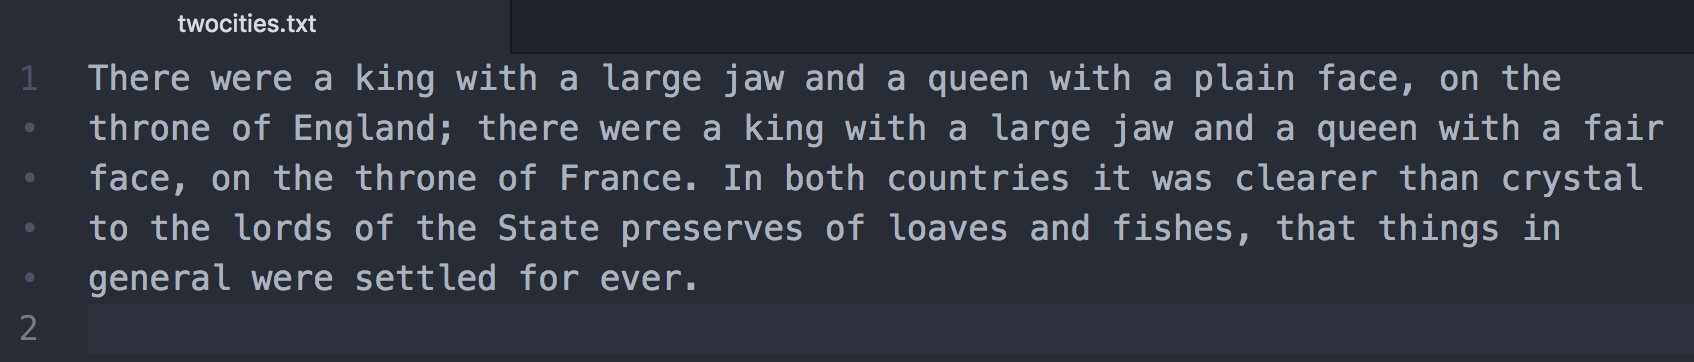 twocities.txt
1 There were a king with a large jaw and a queen with a plain face, on the
• throne of England; there were a king with a large jaw and a queen with a fair
• face, on the throne of France. In both countries it was clearer than crystal
• to the lords of the State preserves of loaves and fishes, that things in
• general were settled for ever.
2